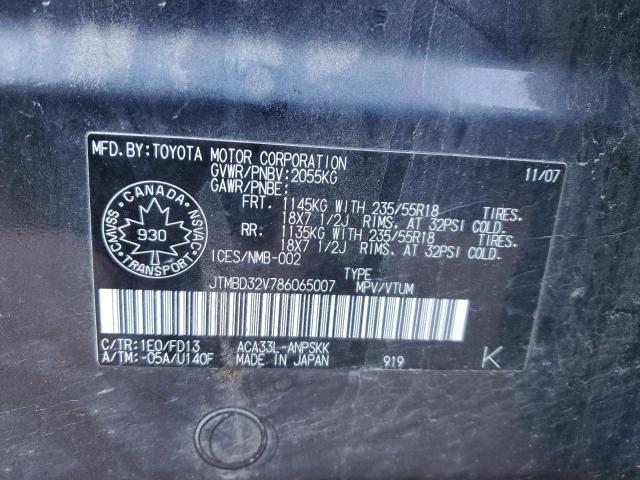 MFD.BY:TOYOTA MOTOR CORPORATION 11/07
GVWR/PNBV:2055KG
GAWR/PNBE:
FRT. 1145KG WITH 235/55R18 TIRES.
18X7 1/2J RIMS. AT 32PSI COLD.
RR: 1135KG WITH 235/55R18 TIRES.
18X7 1/2J RIMS. AT 32PSI COLD.
CANADA
CMVSS
NSVAC
930
TRANSPORT
ICES/NMB-002
TYPE
JTMBD32V786065007 MPV/VTUM
C/TR:1E0/FD13 ACA33L-ANPSKK
A/TM:-05A/U140F MADE IN JAPAN 919 K